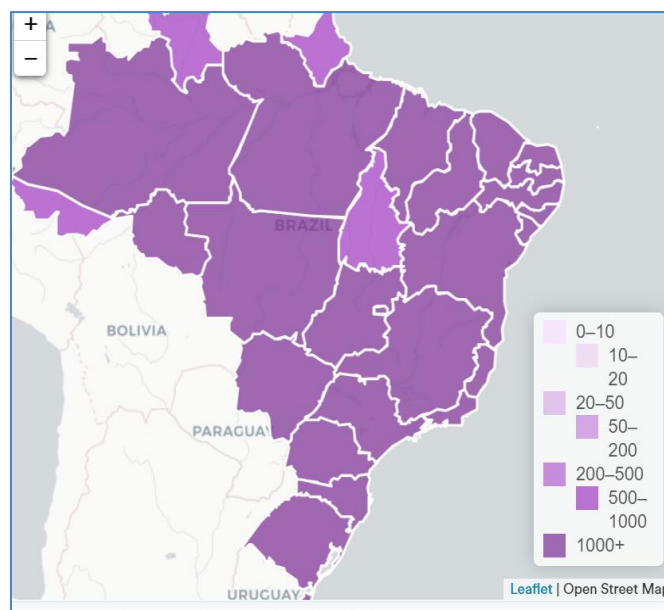 +
A
−
BRAZIL
BOLIVIA
PARAGUAY
URUGUAY
0–10
10–
20
20–50
50–
200
200–500
500–
1000
1000+
Leaflet | Open Street Map